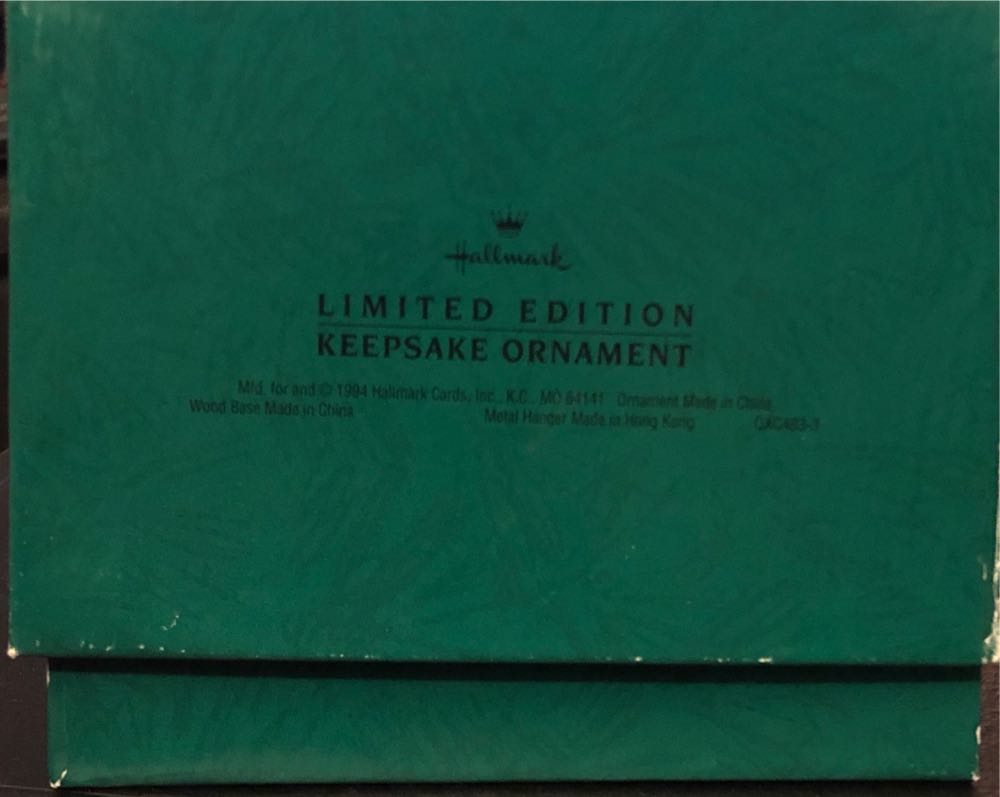 Hallmark
LIMITED EDITION
KEEPSAKE ORNAMENT
Mfd. for and © 1994 Hallmark Cards, Inc., K.C., MO 64141 Ornament Made in China
Wood Base Made in China Metal Hanger Made in Hong Kong